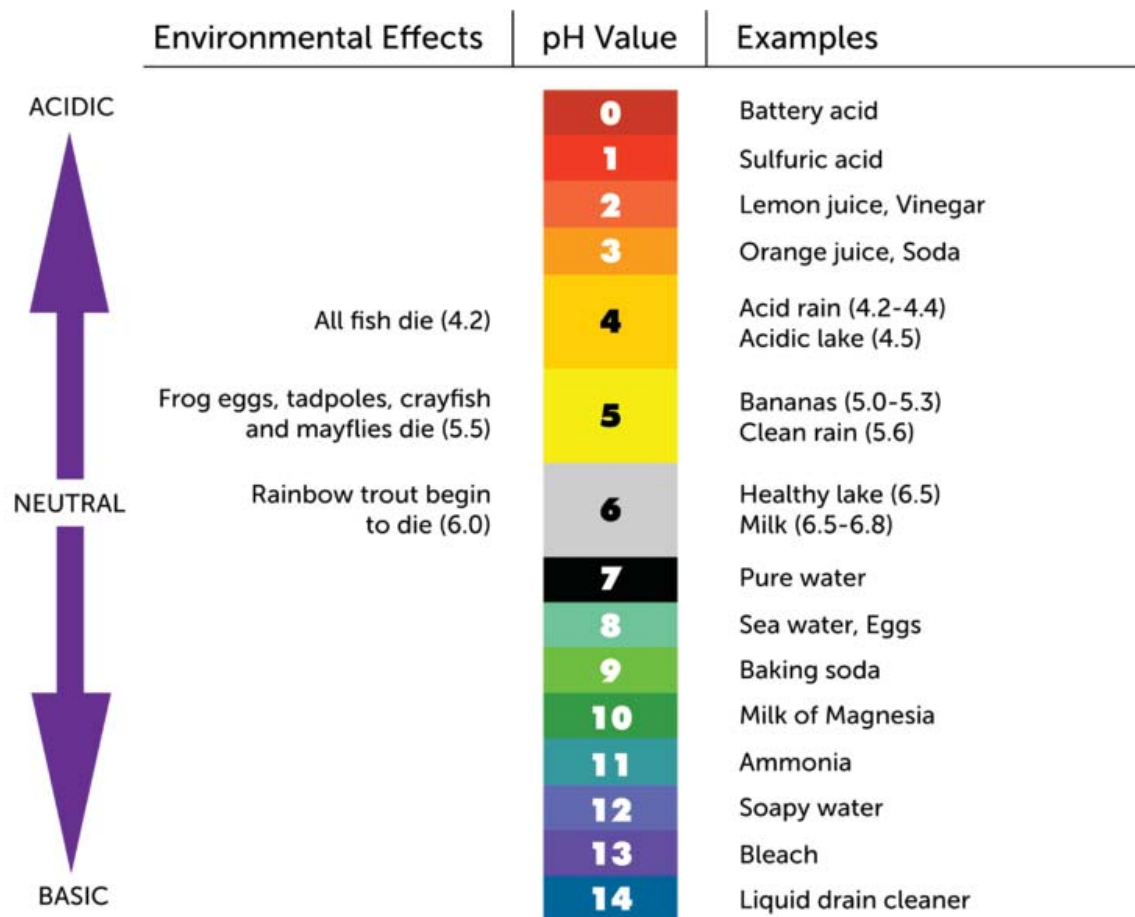 Environmental Effects pH Value Examples
ACIDIC
0 Battery acid
1 Sulfuric acid
2 Lemon juice, Vinegar
3 Orange juice, Soda
All fish die (4.2)
4
Acid rain (4.2-4.4)
Acidic lake (4.5)
Frog eggs, tadpoles, crayfish
and mayflies die (5.5)
5
Bananas (5.0-5.3)
Clean rain (5.6)
NEUTRAL
Rainbow trout begin
to die (6.0)
6
Healthy lake (6.5)
Milk (6.5-6.8)
7 Pure water
8 Sea water, Eggs
9 Baking soda
10 Milk of Magnesia
11 Ammonia
12 Soapy water
13 Bleach
BASIC
14 Liquid drain cleaner